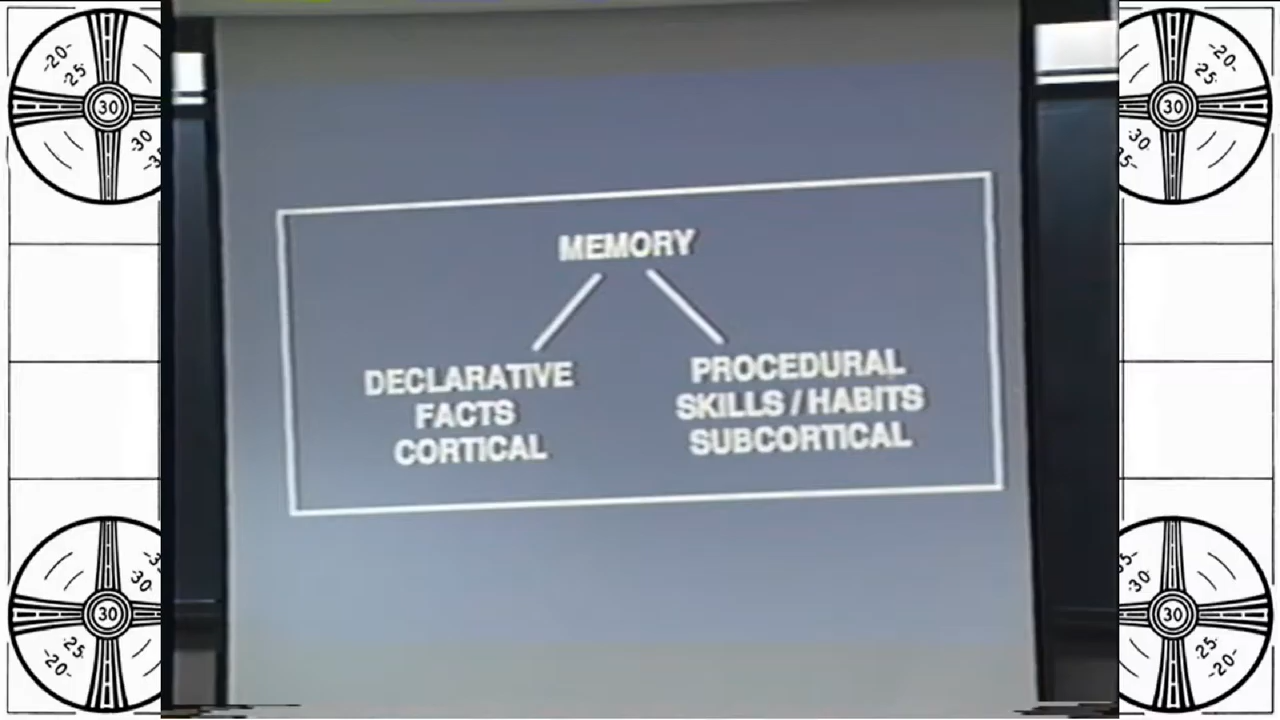 MEMORY
DECLARATIVE
FACTS
CORTICAL
PROCEDURAL
SKILLS / HABITS
SUBCORTICAL
-20-
-25-
30
-30-
-20-
-25-
30
-30-
30
-30-
-25-
-20-
30
-30-
-25-
-20-